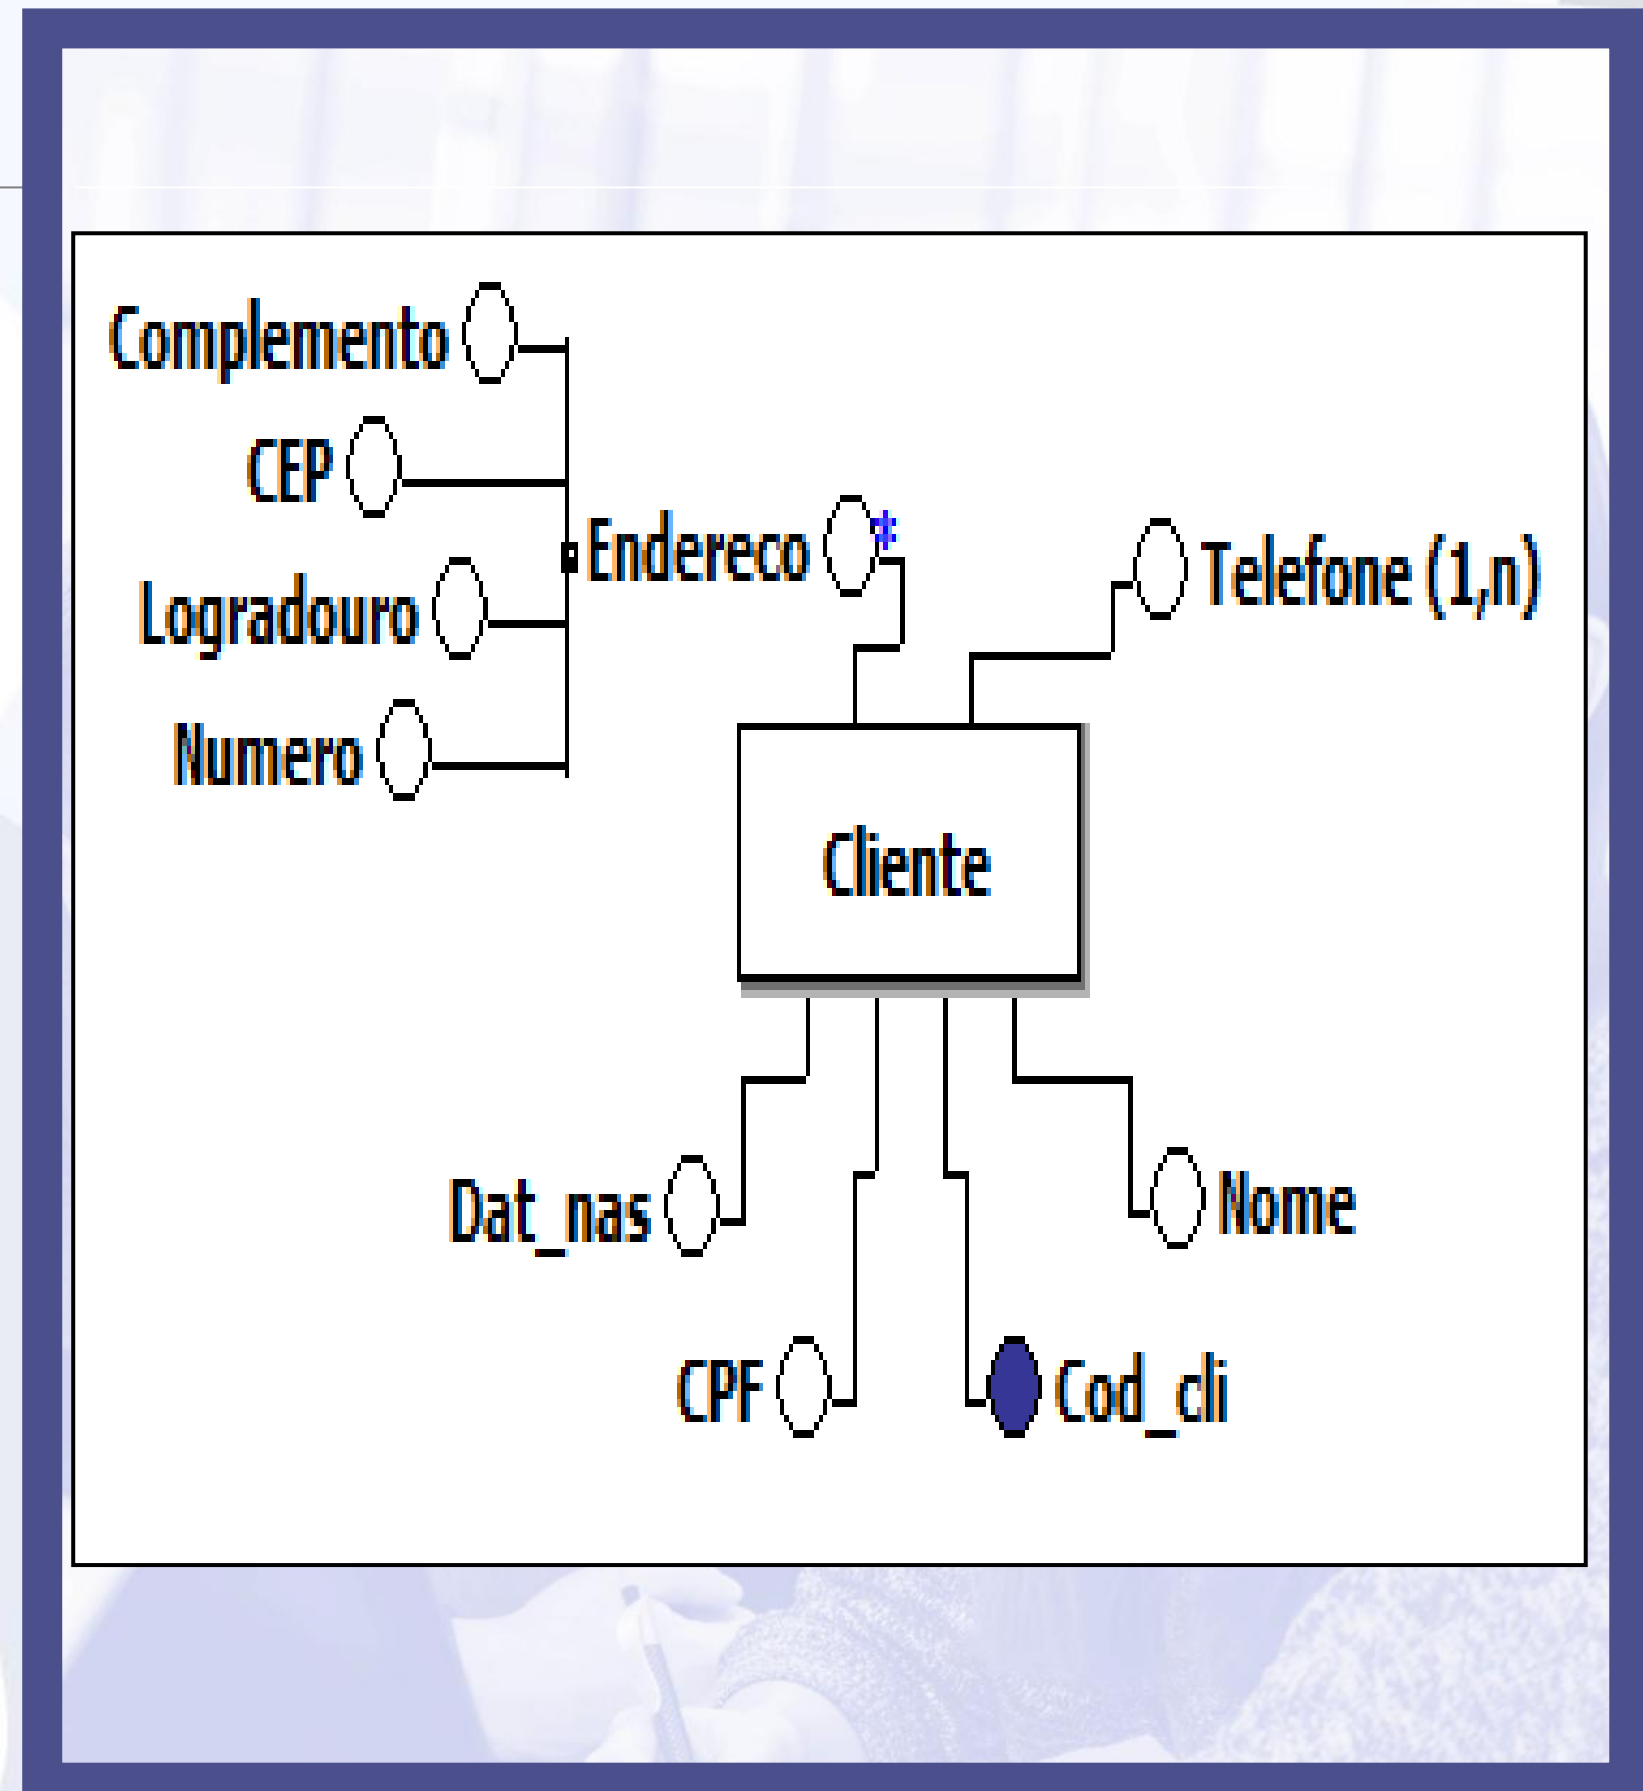 Complemento
CEP
Endereco *
Telefone (1,n)
Logradouro
Numero
Cliente
Dat_nas
Nome
CPF
Cod_cli